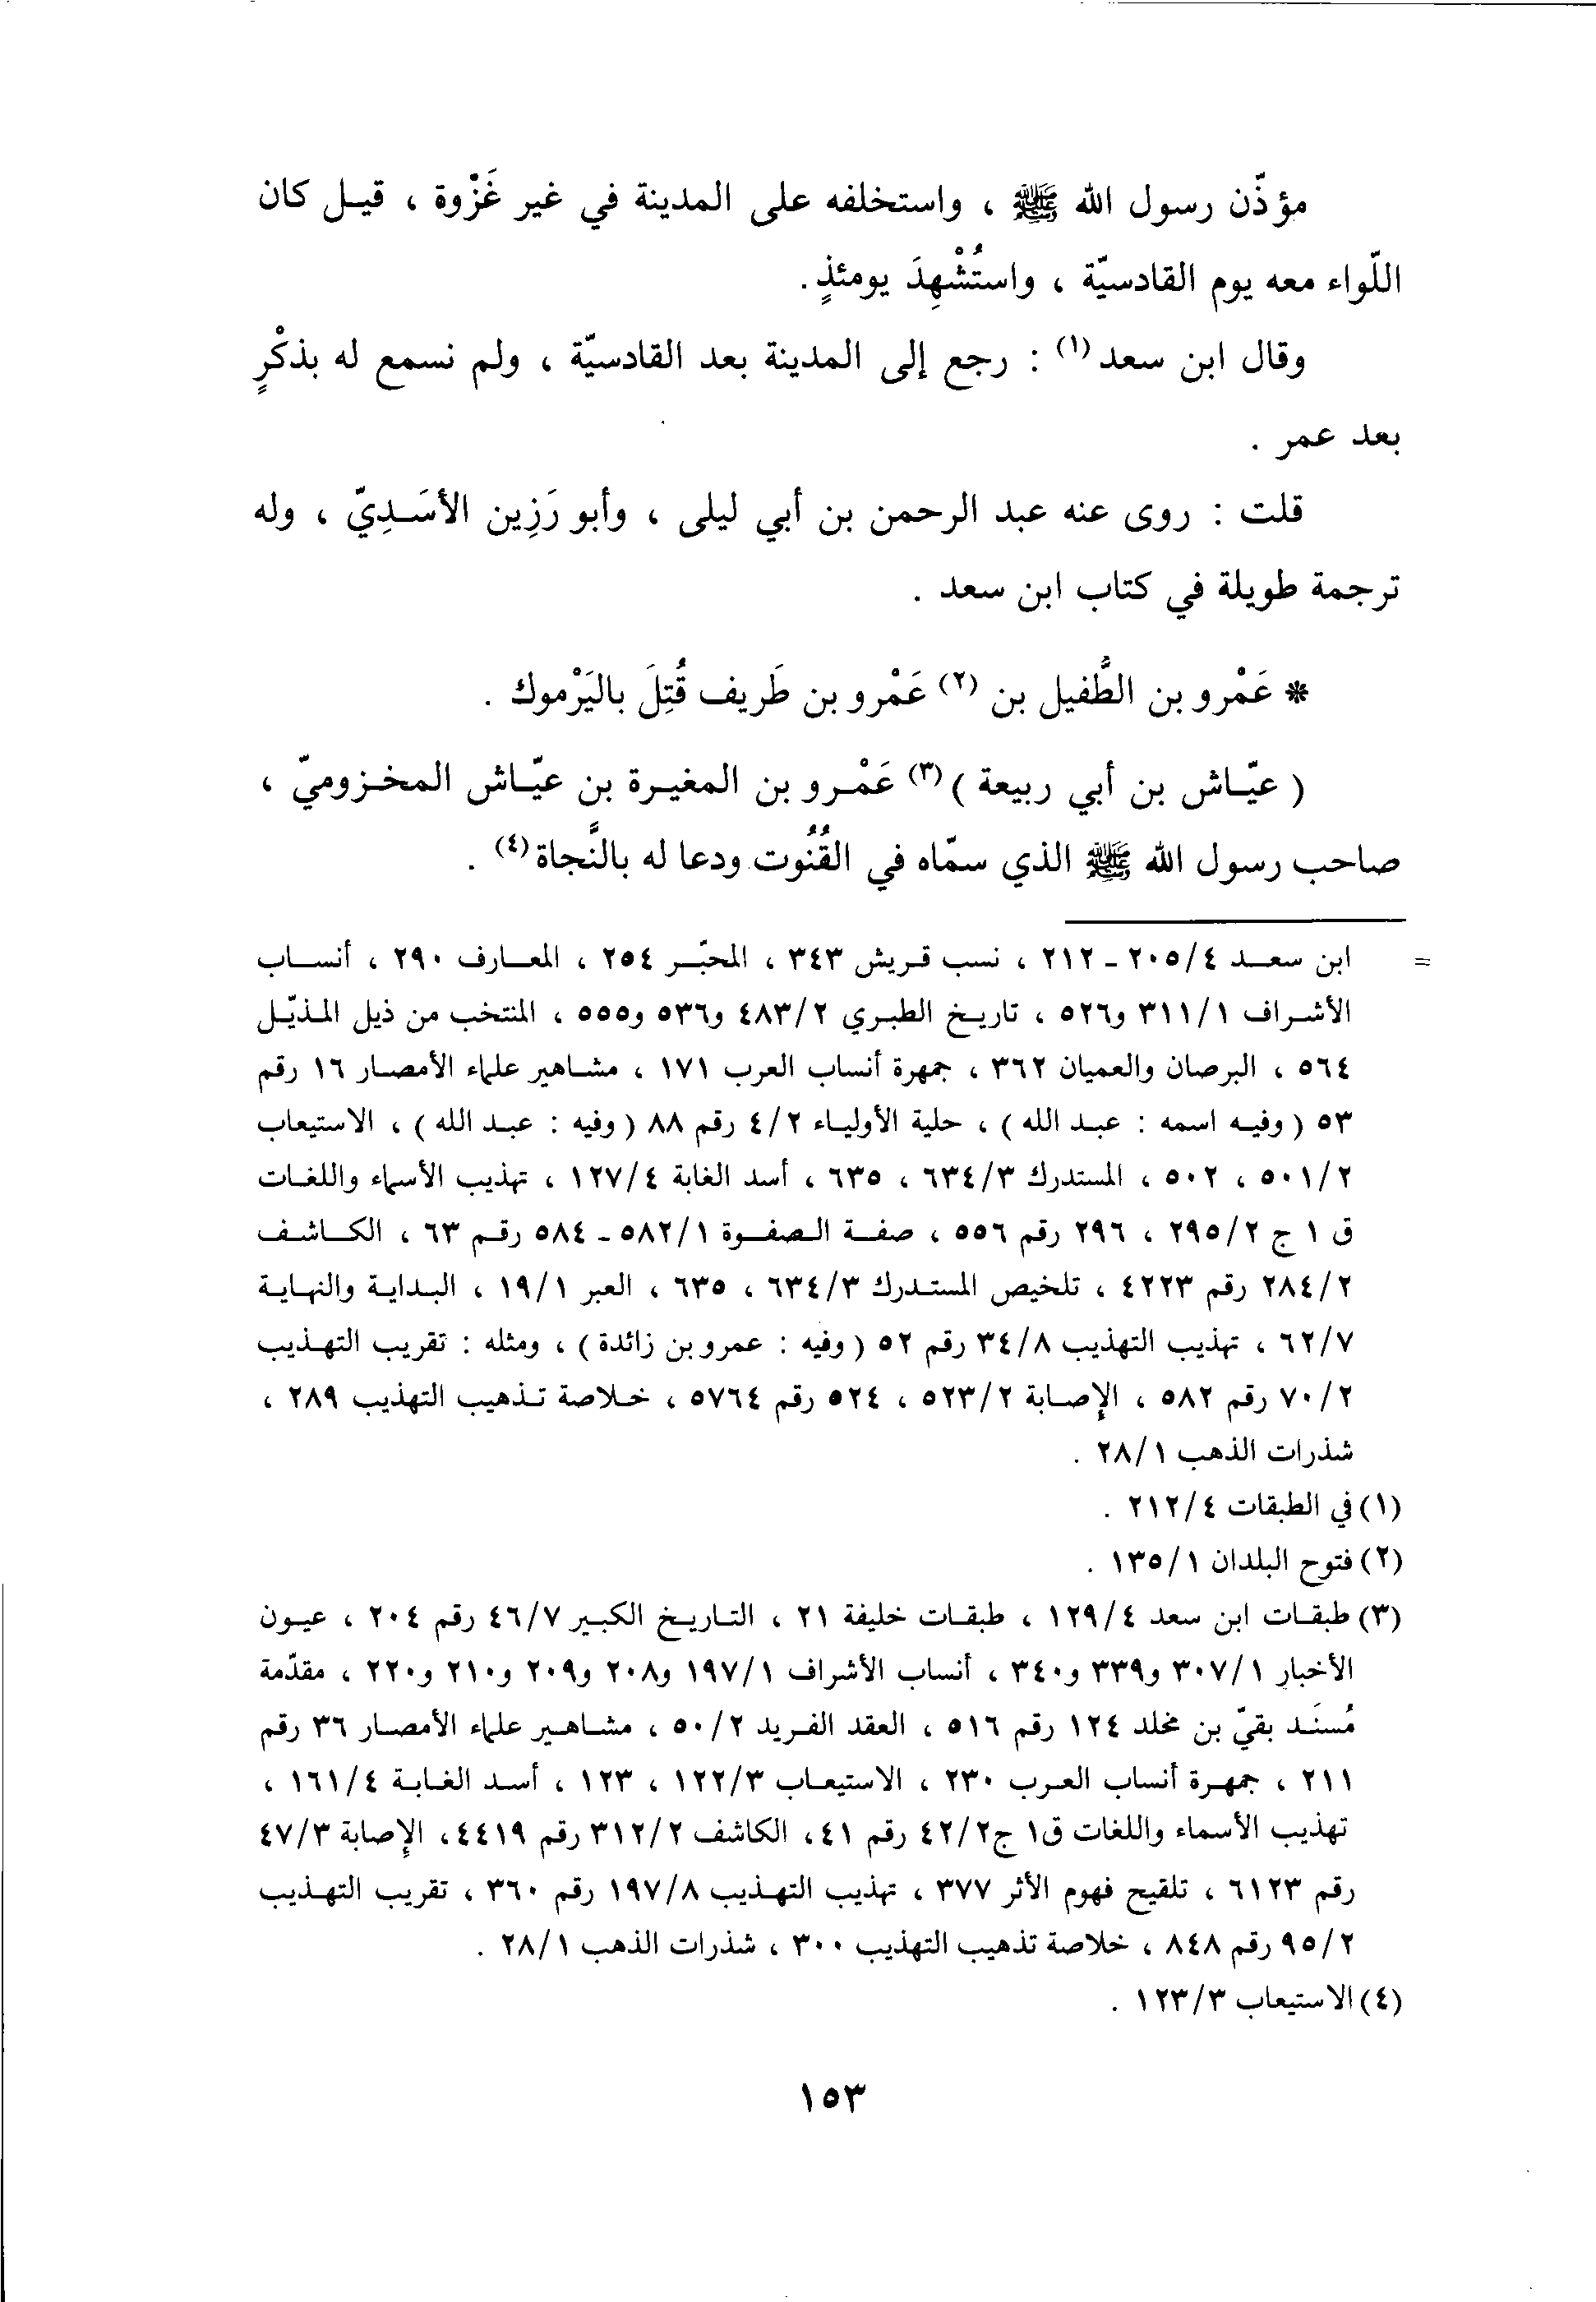 مؤذّن رسول الله ﷺ ، واستخلفه على المدينة في غير غَزْوة ، قيل كان
اللّواء معه يوم القادسيّة ، واستُشْهِدَ يومئذٍ .
وقال ابن سعد (١) : رجع إلى المدينة بعد القادسيّة ، ولم نسمع له بذكْرٍ
بعد عمر .
قلت : روى عنه عبد الرحمن بن أبي ليلى ، وأبو رَزِين الأسَدِيّ ، وله
ترجمة طويلة في كتاب ابن سعد .
* عَمْرو بن الطُّفيل بن (٢) عَمْرو بن طَريف قُتِلَ باليَرْموك .
( عيّاش بن أبي ربيعة ) (٣) عَمْرو بن المغيرة بن عيّاش المخزوميّ ،
صاحب رسول الله ﷺ الذي سمّاه في القُنُوت ودعا له بالنَّجاة (٤) .
= ابن سعد ٤/٢٠٥ - ٢١٢ ، نسب قريش ٣٤٣ ، المحبّر ٢٥٤ ، المعارف ٢٩٠ ، أنساب
الأشراف ١/٣١١ و٥٢٦ ، تاريخ الطبري ٢/٤٨٣ و٥٣٦ و٥٥٥ ، المنتخب من ذيل المذيّل
٥٦٤ ، البرصان والعميان ٣٦٢ ، جمهرة أنساب العرب ١٧١ ، مشاهير علماء الأمصار ١٦ رقم
٥٣ ( وفيه اسمه : عبد الله ) ، حلية الأولياء ٢/٤ رقم ٨٨ ( وفيه : عبد الله ) ، الاستيعاب
٢/٥٠١ ، ٥٠٢ ، المستدرك ٣/٦٣٤ ، ٦٣٥ ، أسد الغابة ٤/١٢٧ ، تهذيب الأسماء واللغات
ق ١ ج ٢/٢٩٥ ، ٢٩٦ رقم ٥٥٦ ، صفة الصفوة ١/٥٨٢ - ٥٨٤ رقم ٦٣ ، الكاشف
٢/٢٨٤ رقم ٤٢٢٣ ، تلخيص المستدرك ٣/٦٣٤ ، ٦٣٥ ، العبر ١/١٩ ، البداية والنهاية
٧/٦٢ ، تهذيب التهذيب ٨/٣٤ رقم ٥٢ ( وفيه : عمرو بن زائدة ) ، ومثله : تقريب التهذيب
٢/٧٠ رقم ٥٨٢ ، الإصابة ٢/٥٢٣ ، ٥٢٤ رقم ٥٧٦٤ ، خلاصة تذهيب التهذيب ٢٨٩ ،
شذرات الذهب ١/٢٨ .
(١) في الطبقات ٤/٢١٢ .
(٢) فتوح البلدان ١/١٣٥ .
(٣) طبقات ابن سعد ٤/١٢٩ ، طبقات خليفة ٢١ ، التاريخ الكبير ٧/٤٦ رقم ٢٠٤ ، عيون
الأخبار ١/٣٠٧ و٣٣٩ و٣٤٠ ، أنساب الأشراف ١/١٩٧ و٢٠٨ و٢٠٩ و٢١٠ و٢٢٠ ، مقدّمة
مُسنَد بقيّ بن مخلد ١٢٤ رقم ٥١٦ ، العقد الفريد ٢/٥٠ ، مشاهير علماء الأمصار ٣٦ رقم
٢١١ ، جمهرة أنساب العرب ٢٣٠ ، الاستيعاب ٣/١٢٢ ، ١٢٣ ، أسد الغابة ٤/١٦١ ،
تهذيب الأسماء واللغات ق١ ج٢/٤٢ رقم ٤١ ، الكاشف ٢/٣١٢ رقم ٤٤١٩ ، الإصابة ٣/٤٧
رقم ٦١٢٣ ، تلقيح فهوم الأثر ٣٧٧ ، تهذيب التهذيب ٨/١٩٧ رقم ٣٦٠ ، تقريب التهذيب
٢/٩٥ رقم ٨٤٨ ، خلاصة تذهيب التهذيب ٣٠٠ ، شذرات الذهب ١/٢٨ .
(٤) الاستيعاب ٣/١٢٣ .
١٥٣